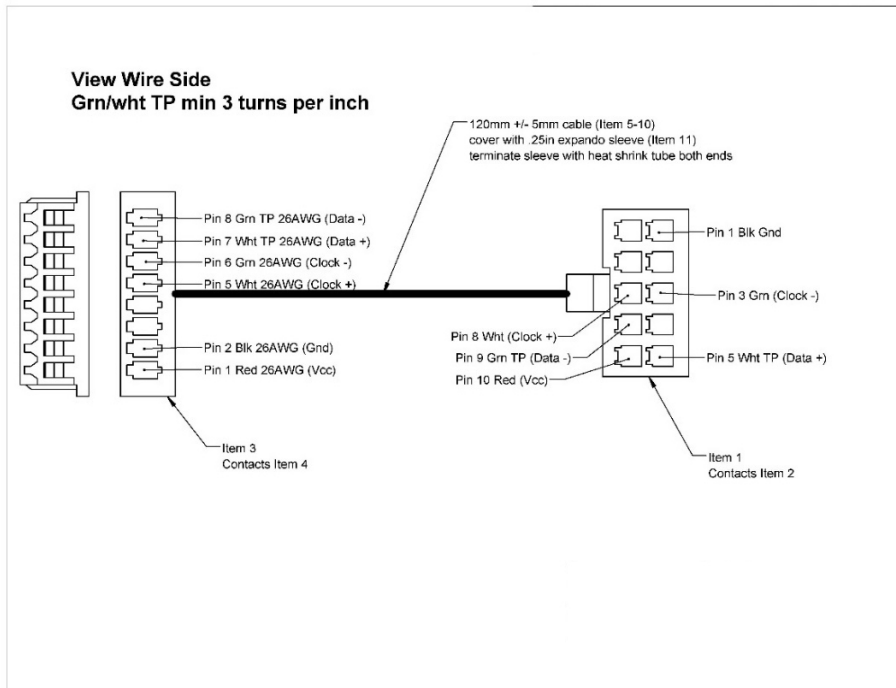 View Wire Side
Grn/wht TP min 3 turns per inch
120mm +/- 5mm cable (Item 5-10)
cover with .25in expando sleeve (Item 11)
terminate sleeve with heat shrink tube both ends
Pin 8 Grn TP 26AWG (Data -)
Pin 7 Wht TP 26AWG (Data +)
Pin 6 Grn 26AWG (Clock -)
Pin 5 Wht 26AWG (Clock +)
Pin 2 Blk 26AWG (Gnd)
Pin 1 Red 26AWG (Vcc)
Item 3
Contacts Item 4
Pin 1 Blk Gnd
Pin 3 Grn (Clock -)
Pin 8 Wht (Clock +)
Pin 9 Grn TP (Data -)
Pin 10 Red (Vcc)
Pin 5 Wht TP (Data +)
Item 1
Contacts Item 2